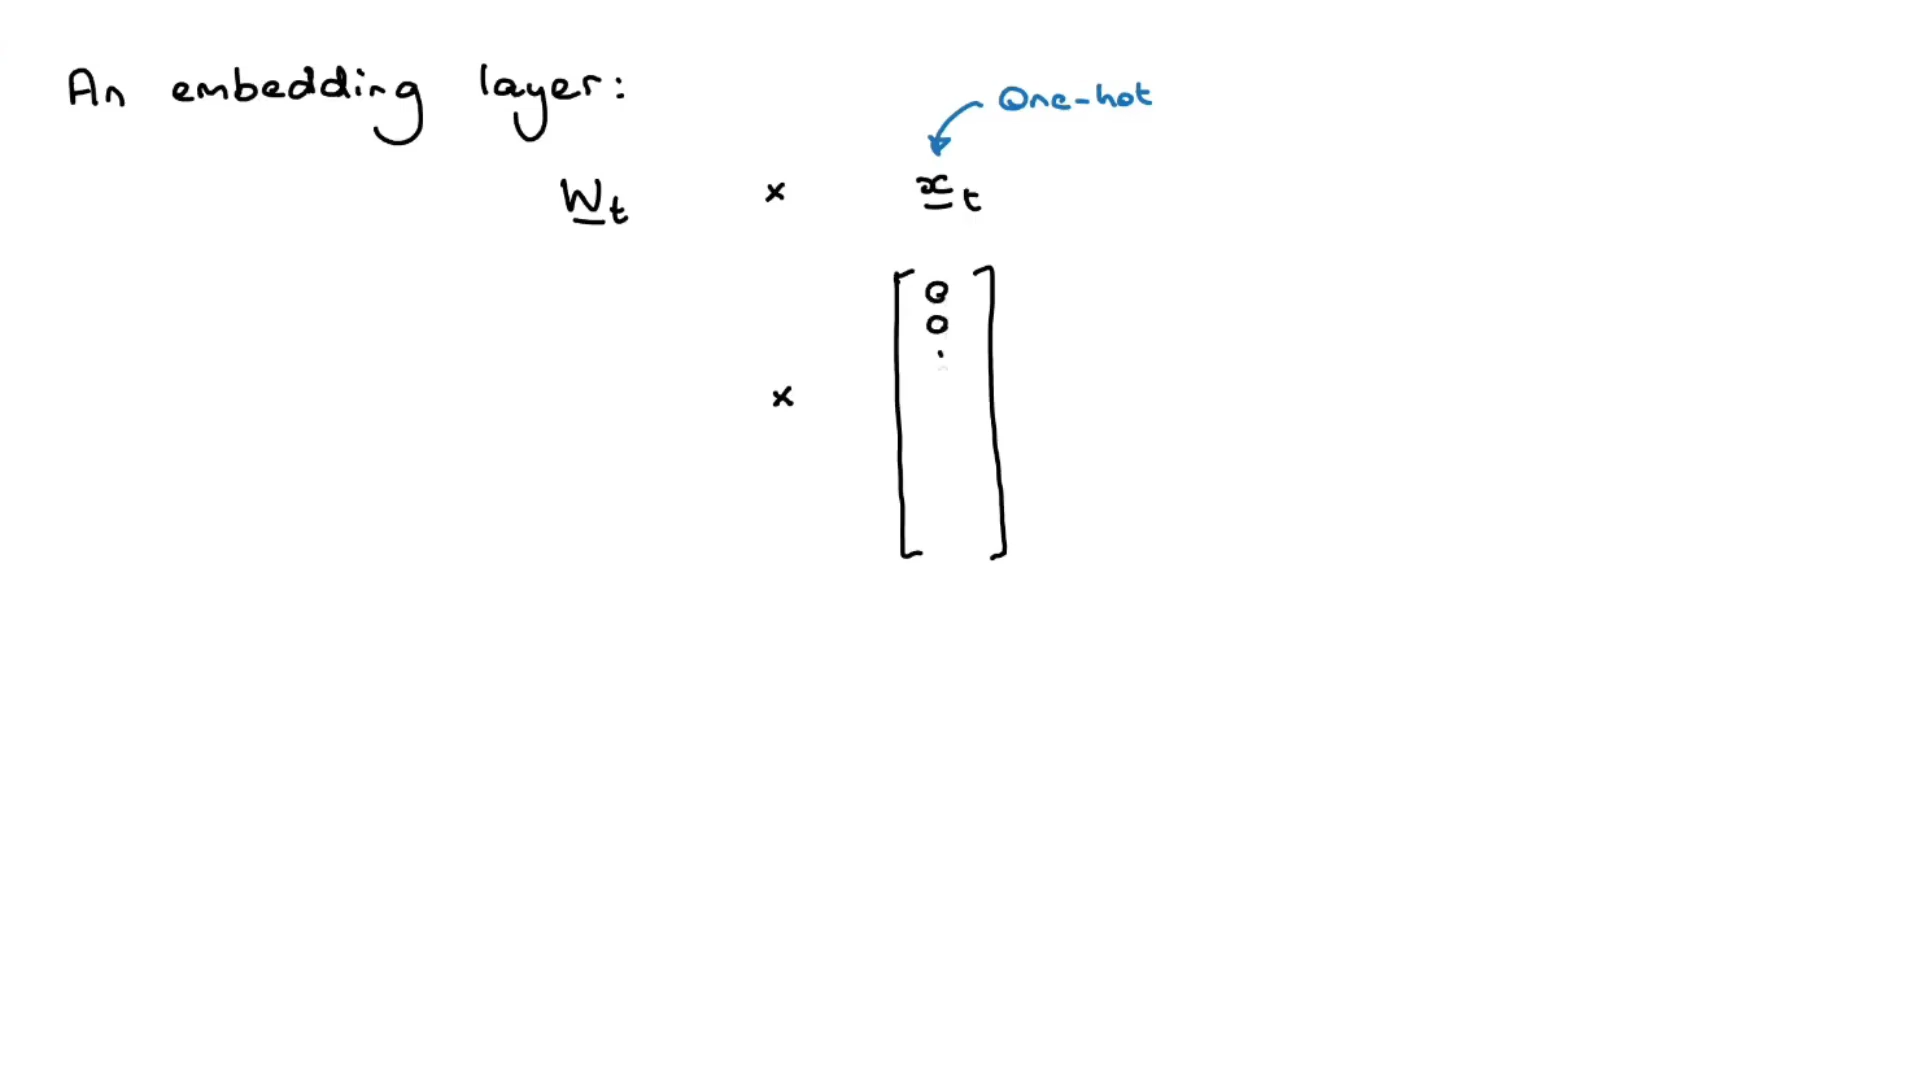 An embedding layer:
One-hot
W_t × x_t
0
0
.
×